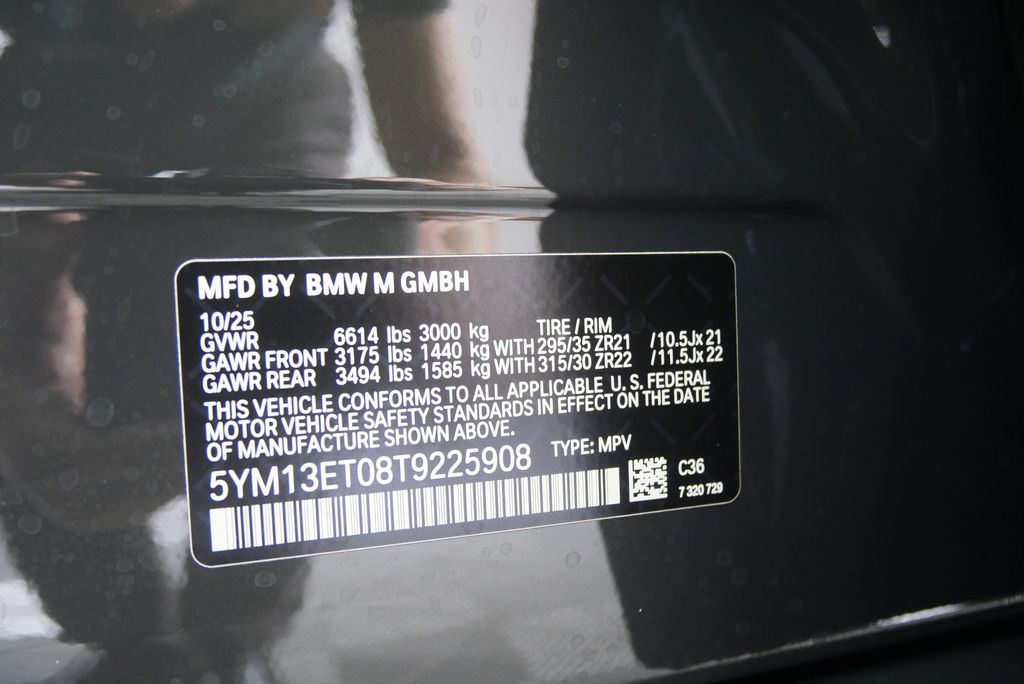 MFD BY BMW M GMBH
10/25 TIRE / RIM
GVWR 6614 lbs 3000 kg
GAWR FRONT 3175 lbs 1440 kg WITH 295/35 ZR21 /10.5Jx 21
GAWR REAR 3494 lbs 1585 kg WITH 315/30 ZR22 /11.5Jx 22
THIS VEHICLE CONFORMS TO ALL APPLICABLE U. S. FEDERAL
MOTOR VEHICLE SAFETY STANDARDS IN EFFECT ON THE DATE
OF MANUFACTURE SHOWN ABOVE.
5YM13ET08T9225908 TYPE: MPV
C36
7 320 729